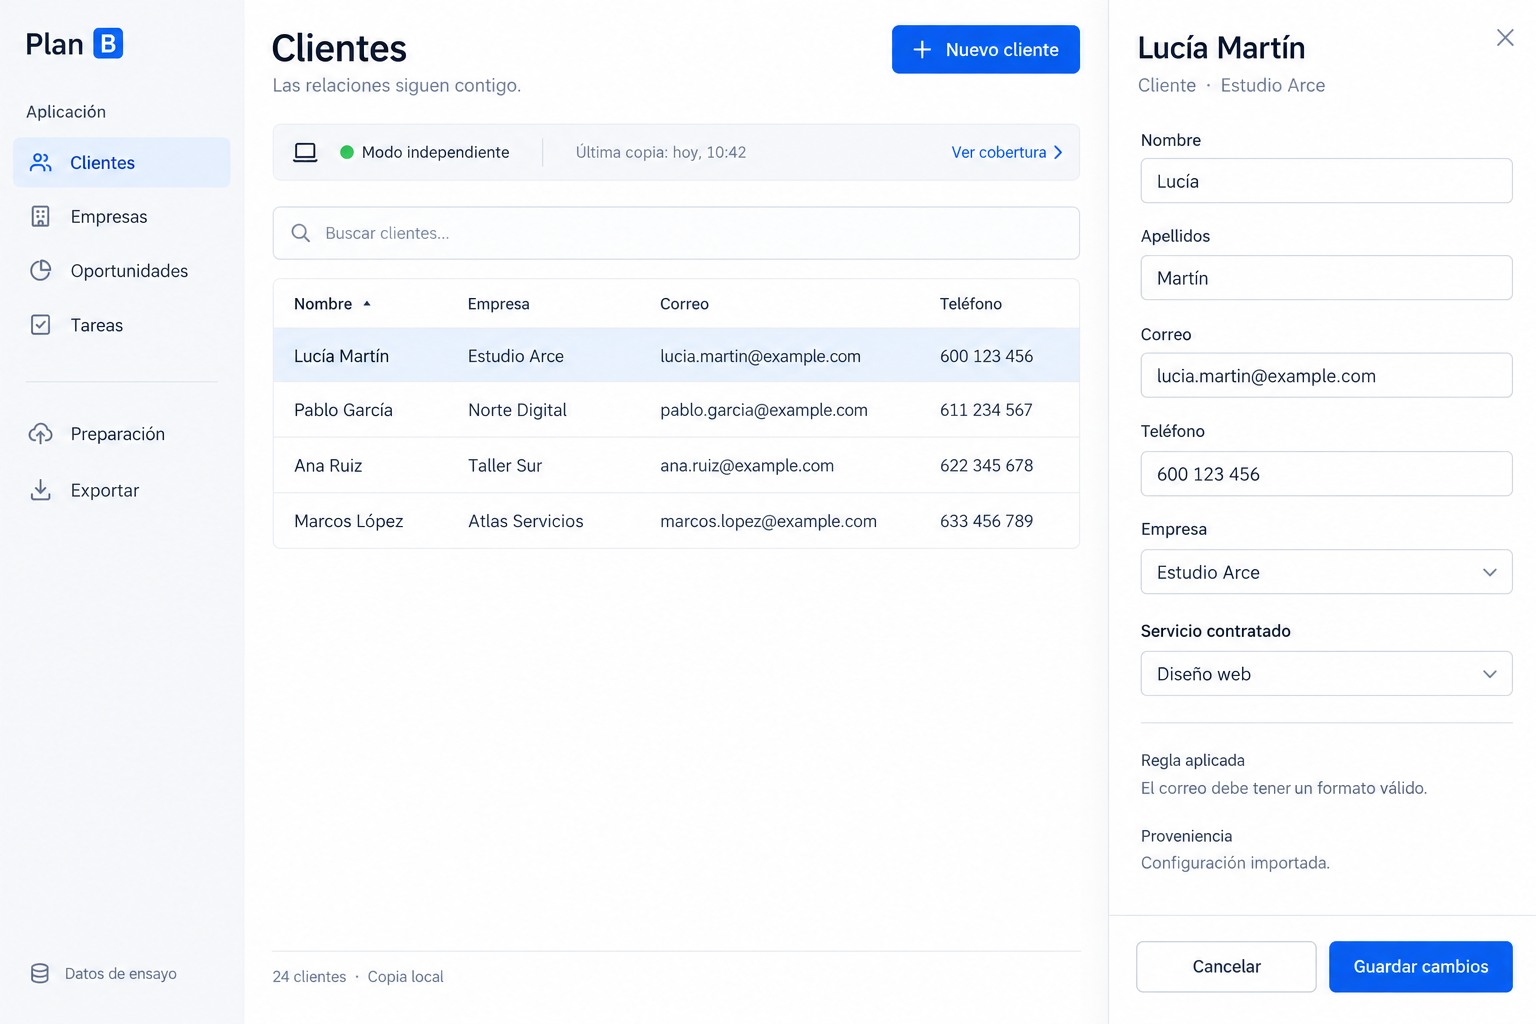 Plan B
Aplicación
Clientes
Empresas
Oportunidades
Tareas
Preparación
Exportar
Datos de ensayo
Clientes
Las relaciones siguen contigo.
+ Nuevo cliente
Modo independiente
Última copia: hoy, 10:42
Ver cobertura
Buscar clientes...
Nombre Empresa Correo Teléfono
Lucía Martín Estudio Arce lucia.martin@example.com 600 123 456
Pablo García Norte Digital pablo.garcia@example.com 611 234 567
Ana Ruiz Taller Sur ana.ruiz@example.com 622 345 678
Marcos López Atlas Servicios marcos.lopez@example.com 633 456 789
24 clientes · Copia local
Lucía Martín
Cliente · Estudio Arce
Nombre
Lucía
Apellidos
Martín
Correo
lucia.martin@example.com
Teléfono
600 123 456
Empresa
Estudio Arce
Servicio contratado
Diseño web
Regla aplicada
El correo debe tener un formato válido.
Proveniencia
Configuración importada.
Cancelar
Guardar cambios